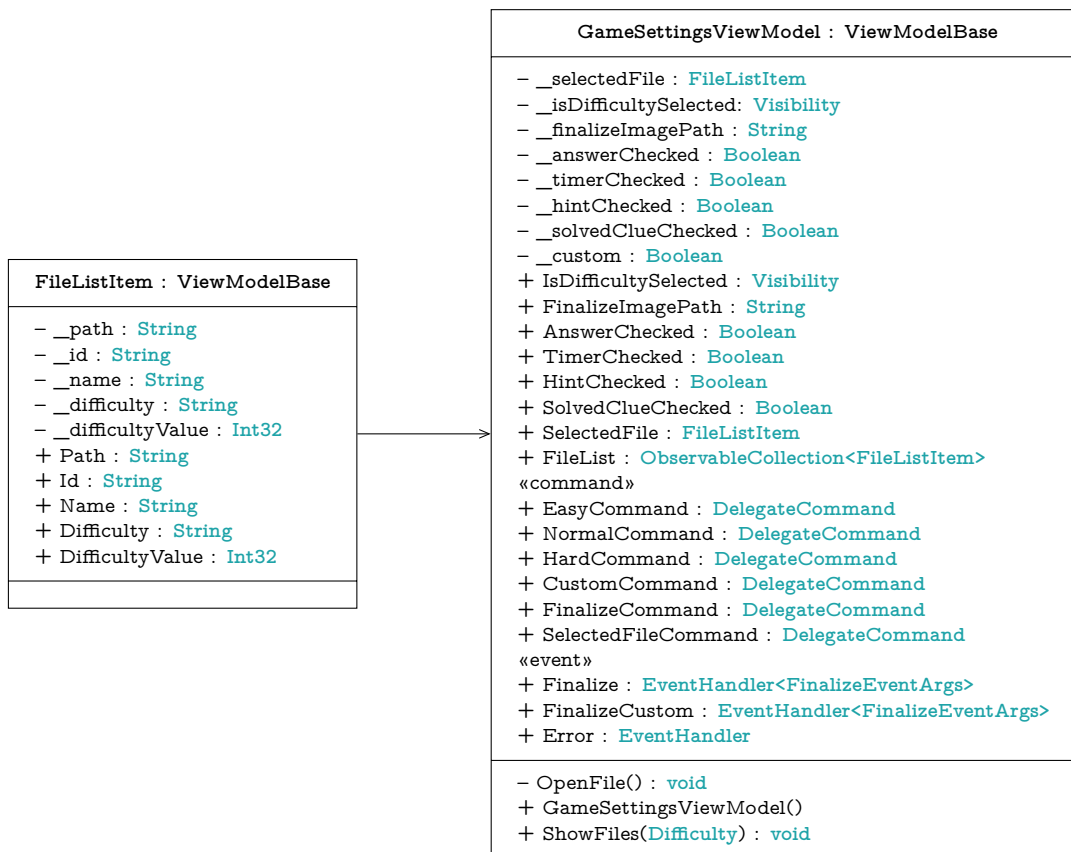 FileListItem : ViewModelBase
– _path : String
– _id : String
– _name : String
– _difficulty : String
– _difficultyValue : Int32
+ Path : String
+ Id : String
+ Name : String
+ Difficulty : String
+ DifficultyValue : Int32
GameSettingsViewModel : ViewModelBase
– _selectedFile : FileListItem
– _isDifficultySelected: Visibility
– _finalizeImagePath : String
– _answerChecked : Boolean
– _timerChecked : Boolean
– _hintChecked : Boolean
– _solvedClueChecked : Boolean
– _custom : Boolean
+ IsDifficultySelected : Visibility
+ FinalizeImagePath : String
+ AnswerChecked : Boolean
+ TimerChecked : Boolean
+ HintChecked : Boolean
+ SolvedClueChecked : Boolean
+ SelectedFile : FileListItem
+ FileList : ObservableCollection<FileListItem>
«command»
+ EasyCommand : DelegateCommand
+ NormalCommand : DelegateCommand
+ HardCommand : DelegateCommand
+ CustomCommand : DelegateCommand
+ FinalizeCommand : DelegateCommand
+ SelectedFileCommand : DelegateCommand
«event»
+ Finalize : EventHandler<FinalizeEventArgs>
+ FinalizeCustom : EventHandler<FinalizeEventArgs>
+ Error : EventHandler
– OpenFile() : void
+ GameSettingsViewModel()
+ ShowFiles(Difficulty) : void